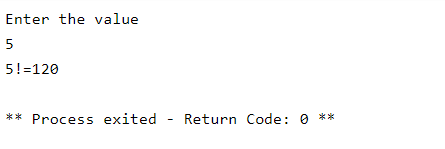 Enter the value
5
5!=120
** Process exited - Return Code: 0 **